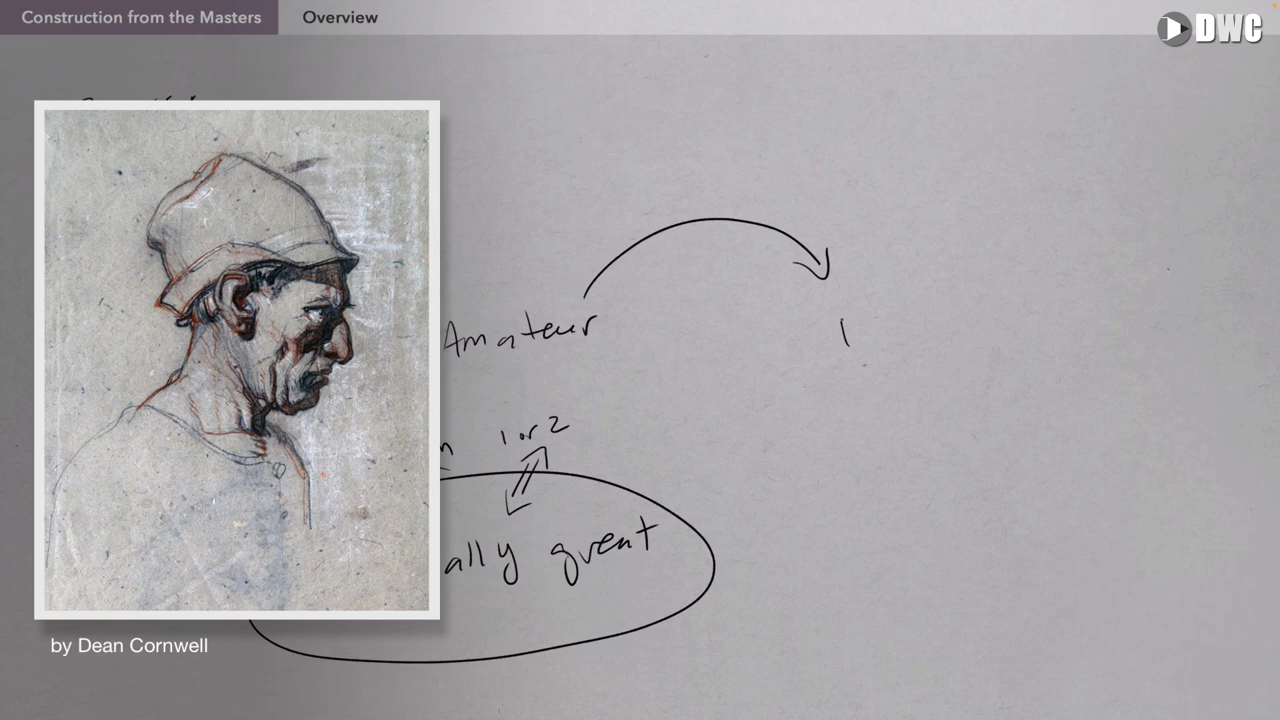 Construction from the Masters
Overview
DWC
Amateur
1 or 2
ally great
by Dean Cornwell